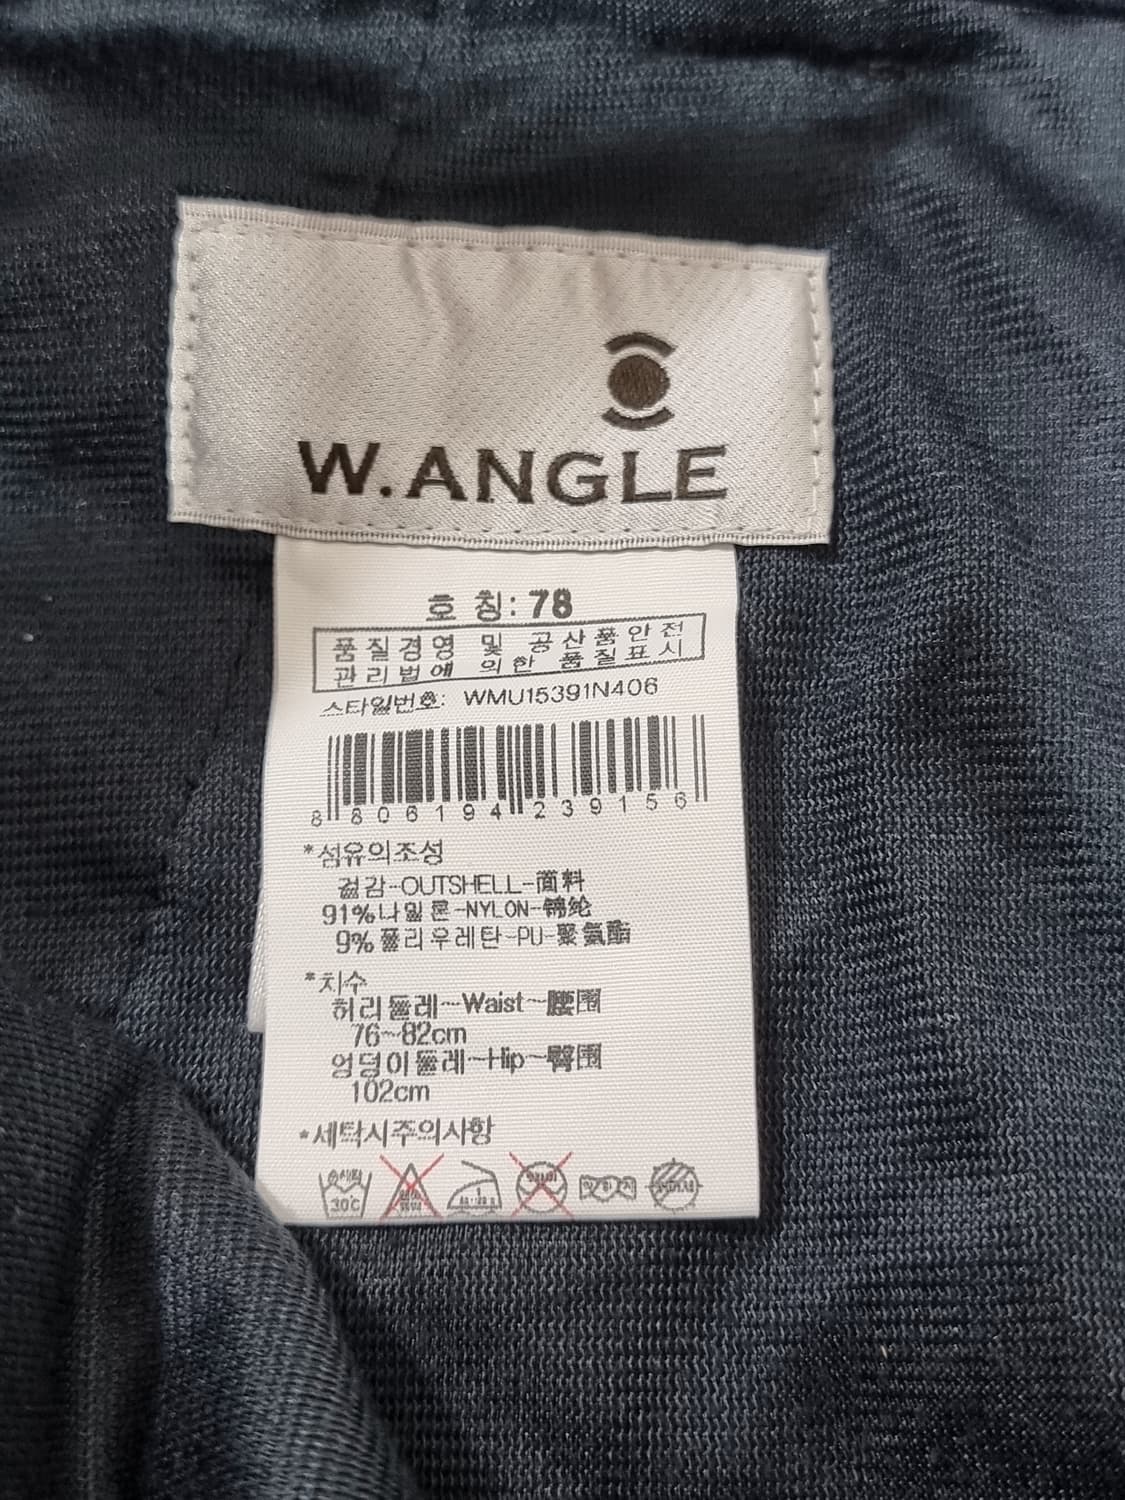 W.ANGLE
호 칭: 78
품질경영 및 공산품안전
관리법에 의한 품질표시
스타일번호: WMU15391N406
8 806194 239156
*섬유의조성
겉감-OUTSHELL-面料
91%나일론-NYLON-锦纶
9%폴리우레탄-PU-聚氨酯
*치수
허리둘레~Waist~腰围
76~82cm
엉덩이둘레~Hip~臀围
102cm
*세탁시주의사항
30℃